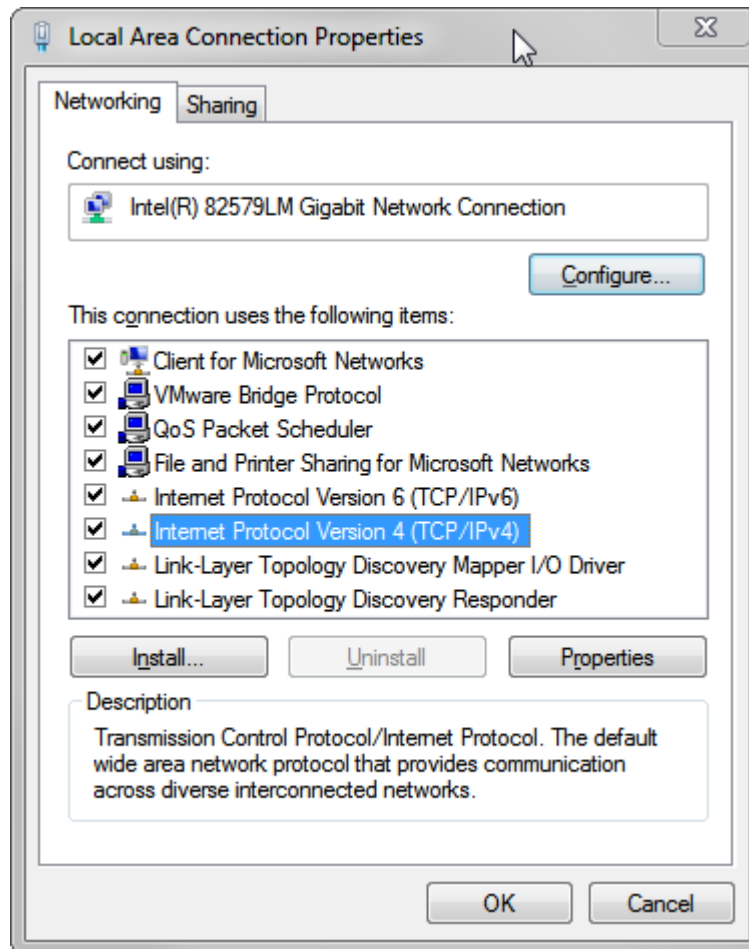 Local Area Connection Properties
Networking
Sharing
Connect using:
Intel(R) 82579LM Gigabit Network Connection
Configure...
This connection uses the following items:
Client for Microsoft Networks
VMware Bridge Protocol
QoS Packet Scheduler
File and Printer Sharing for Microsoft Networks
Internet Protocol Version 6 (TCP/IPv6)
Internet Protocol Version 4 (TCP/IPv4)
Link-Layer Topology Discovery Mapper I/O Driver
Link-Layer Topology Discovery Responder
Install...
Uninstall
Properties
Description
Transmission Control Protocol/Internet Protocol. The default
wide area network protocol that provides communication
across diverse interconnected networks.
OK
Cancel